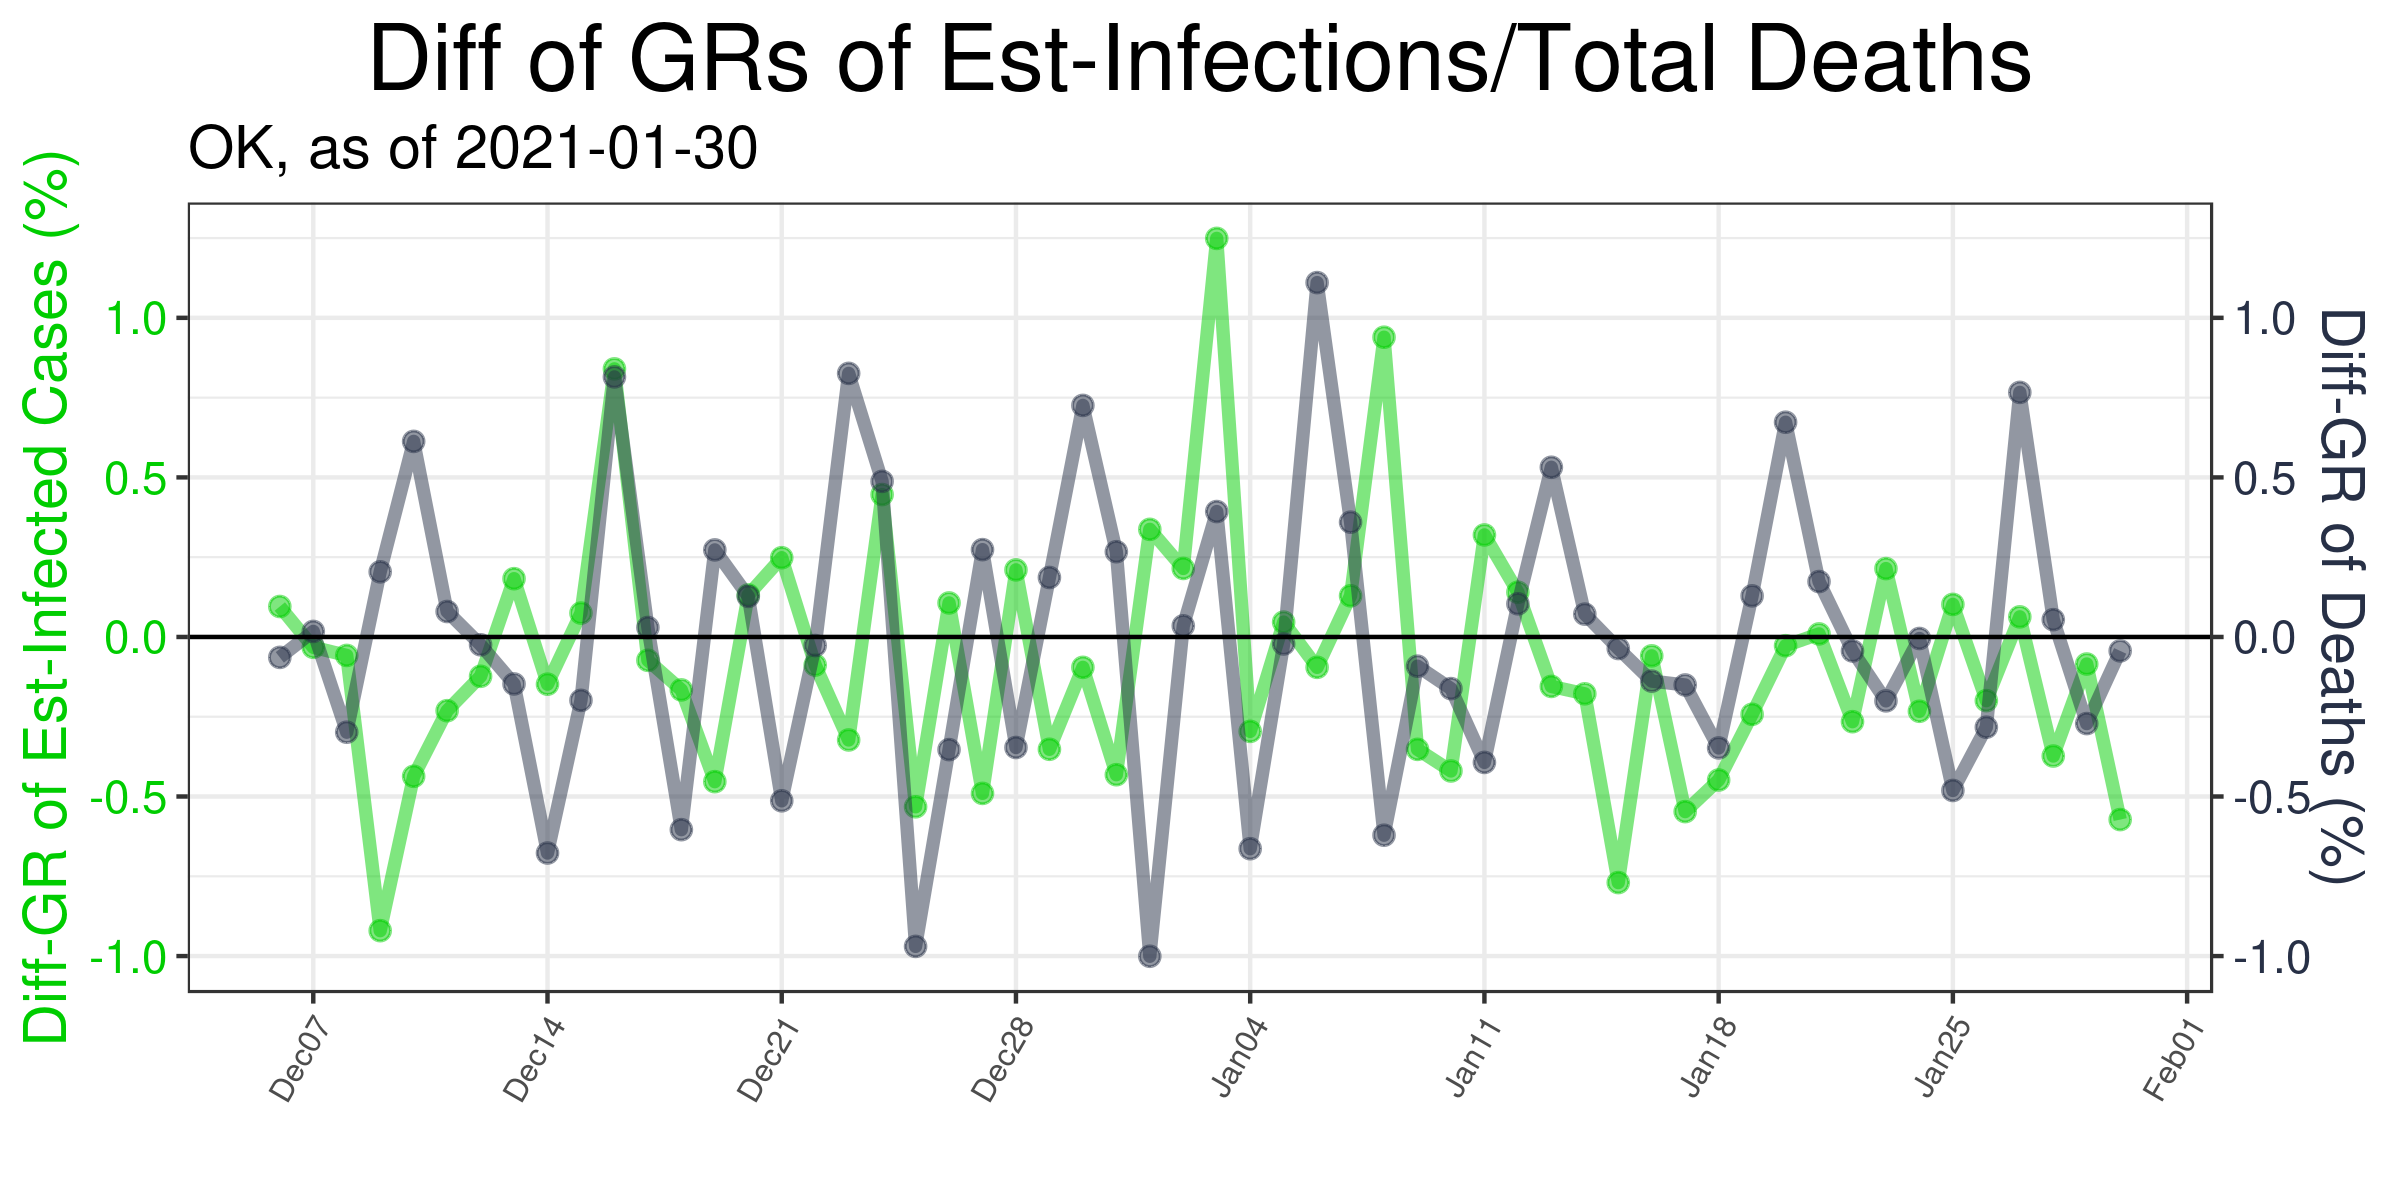 Diff of GRs of Est-Infections/Total Deaths
OK, as of 2021-01-30
Diff-GR of Est-Infected Cases (%)
1.0
0.5
0.0
-0.5
-1.0
1.0
0.5
0.0
-0.5
-1.0
Diff-GR of Deaths (%)
Dec07
Dec14
Dec21
Dec28
Jan04
Jan11
Jan18
Jan25
Feb01